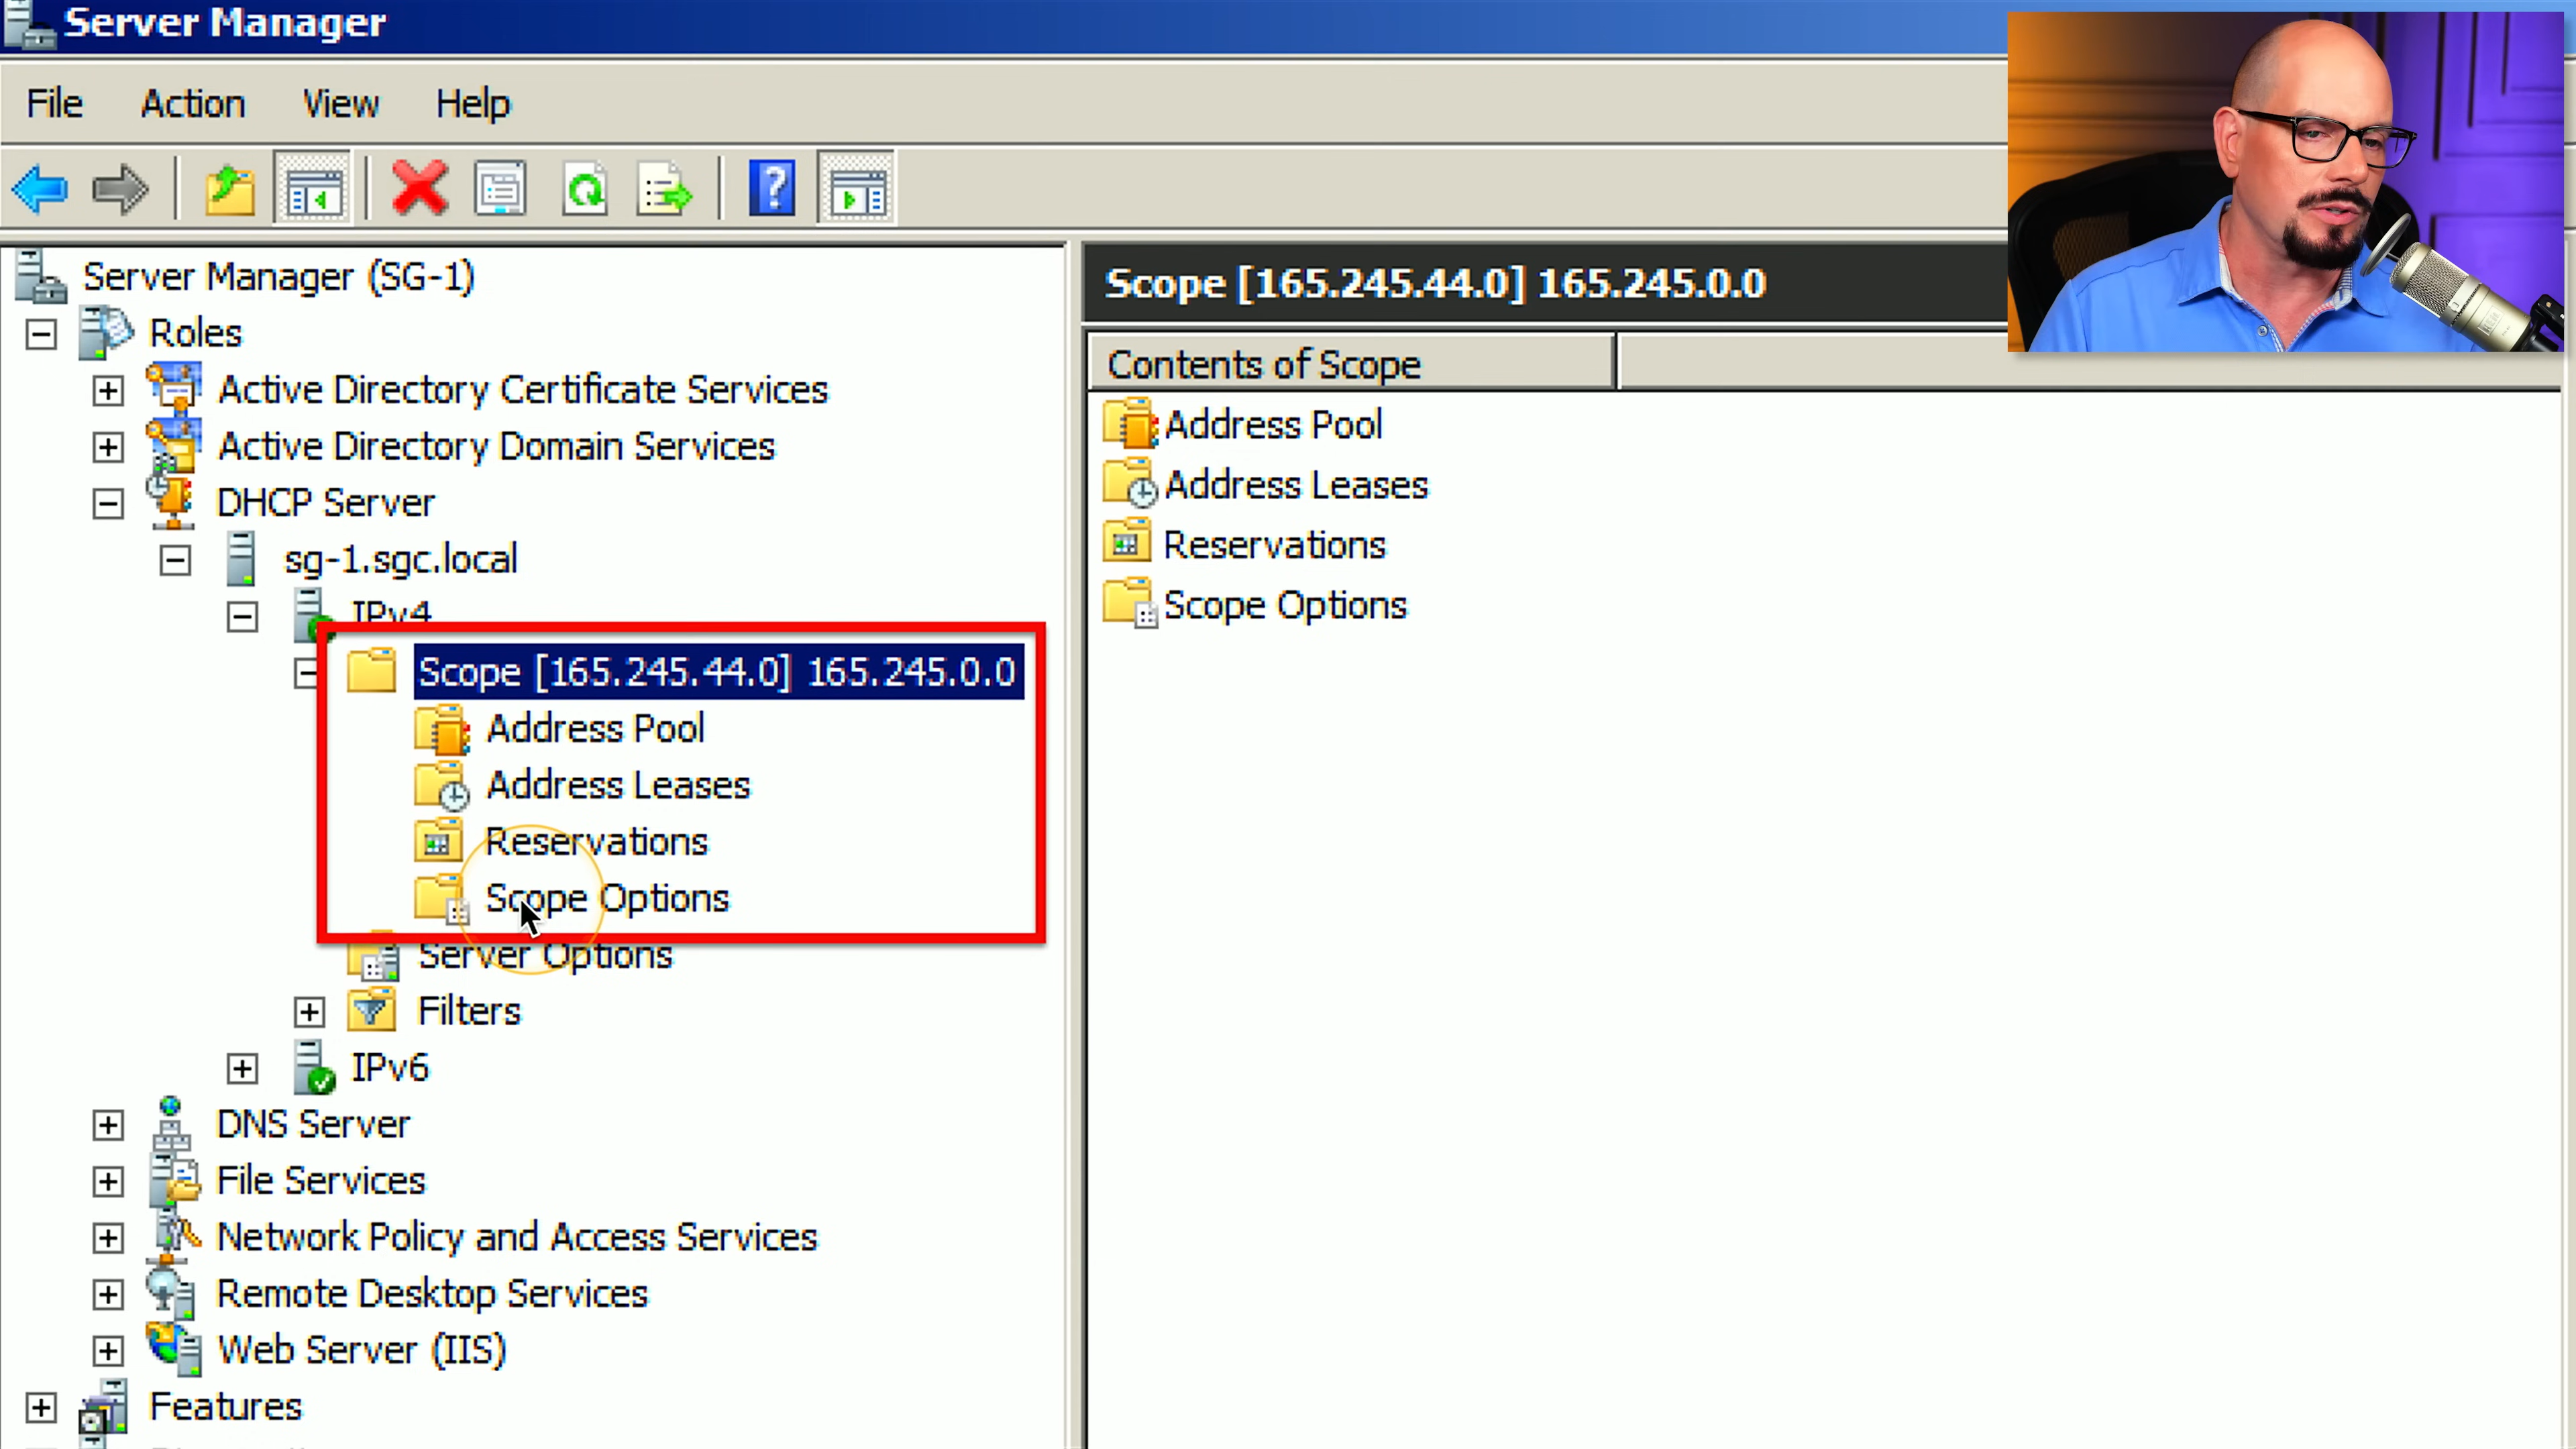 Server Manager
File Action View Help
Server Manager (SG-1)
Roles
Active Directory Certificate Services
Active Directory Domain Services
DHCP Server
sg-1.sgc.local
IPv4
Scope [165.245.44.0] 165.245.0.0
Address Pool
Address Leases
Reservations
Scope Options
Server Options
Filters
IPv6
DNS Server
File Services
Network Policy and Access Services
Remote Desktop Services
Web Server (IIS)
Features
Scope [165.245.44.0] 165.245.0.0
Contents of Scope
Address Pool
Address Leases
Reservations
Scope Options